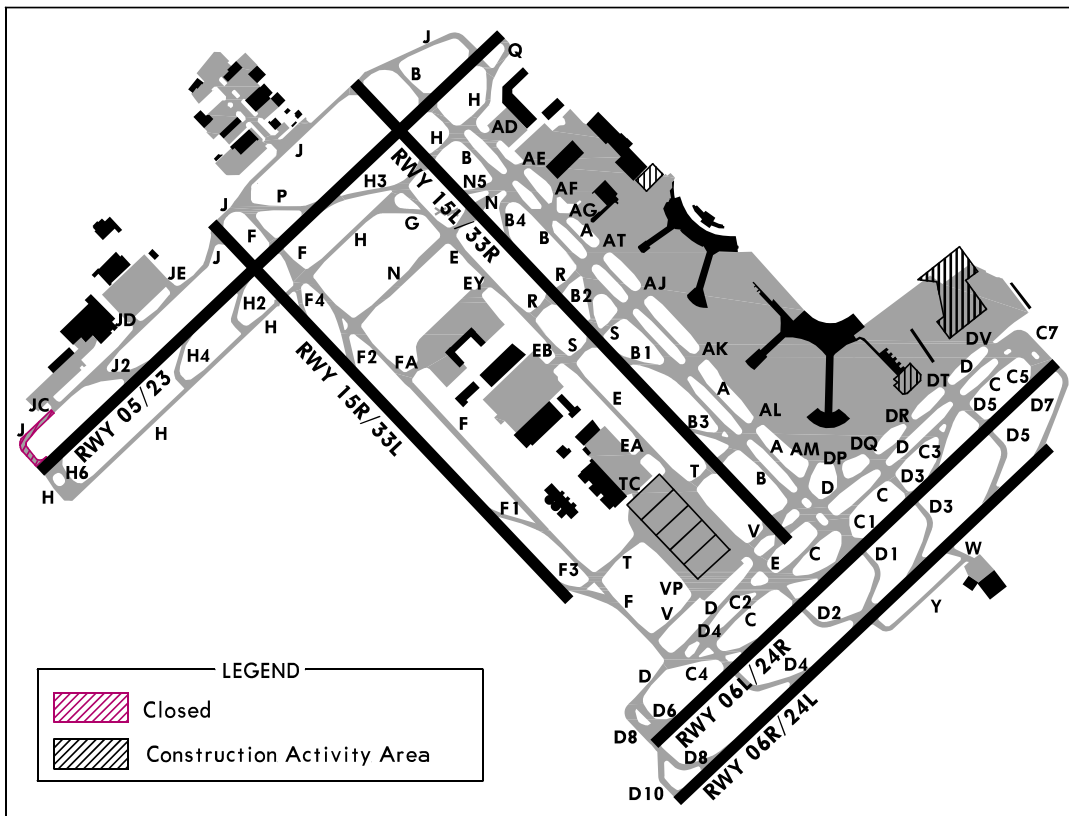 J
Q
B
H
AD
H
J
B
AE
RWY 15L/33R
H3
N5
AF
P
N
AG
J
B4
A
G
F
H
B
AT
J
F
E
JE
N
R
EY
AJ
H2
F4
B2
R
JD
H
S
C7
DV
F2
S
B1
AK
EB
J2
H4
FA
D
RWY 15R/33L
C5
DT
C
A
E
JC
D5
D7
RWY 05/23
AL
DR
B3
F
J
H
D5
EA
A
AM
DQ
D
C3
DP
H6
T
D3
TC
B
D
H
C
D3
F1
C1
V
W
C
D1
T
E
F3
VP
F
D
C2
Y
V
C
D2
D4
D4
D
C4
RWY 06L/24R
LEGEND
D6
Closed
RWY 06R/24L
D8
Construction Activity Area
D8
D10